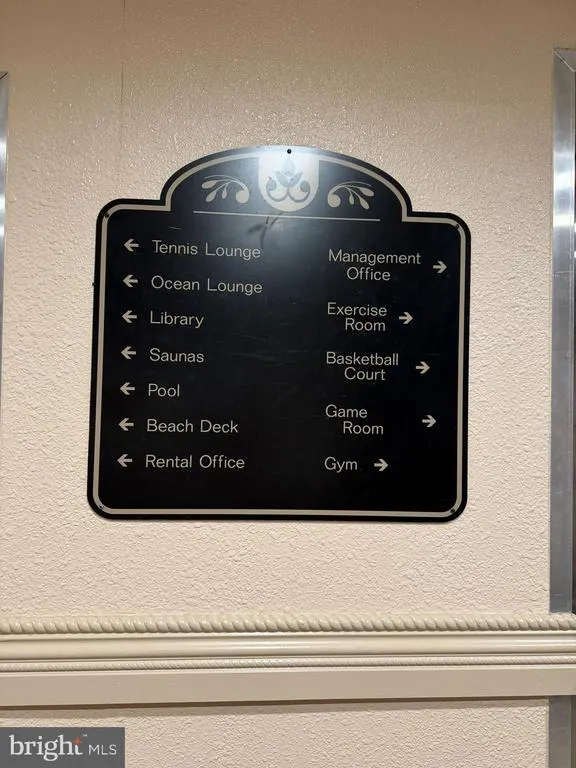 ← Tennis Lounge
← Ocean Lounge
← Library
← Saunas
← Pool
← Beach Deck
← Rental Office
Management
Office →
Exercise
Room →
Basketball
Court →
Game
Room →
Gym →
bright MLS